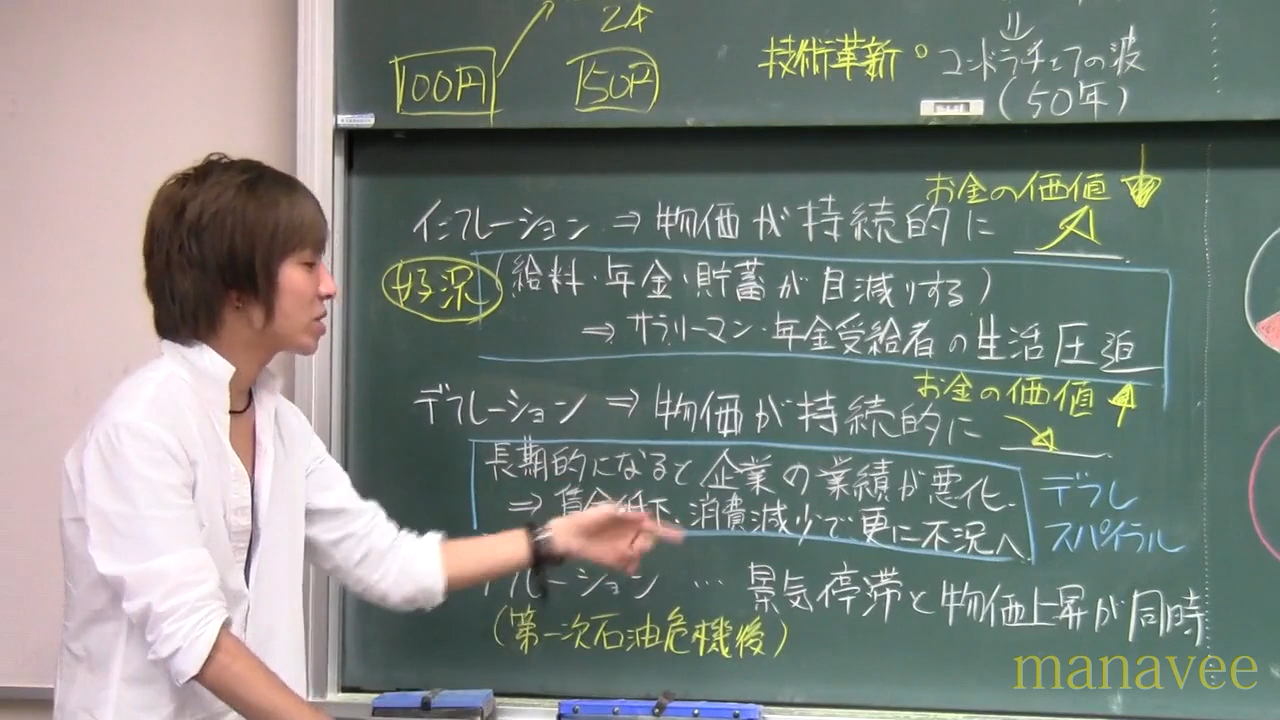 24
100円
150円
技術革新 ○ コンドラチェフの波
(50年)
お金の価値 ↓
インフレーション ⇒ 物価が持続的に ↗
好況
(給料・年金・貯蓄が目減りする)
⇒ サラリーマン・年金受給者の生活圧迫
お金の価値 ↑
デフレーション ⇒ 物価が持続的に ↘
長期的になると企業の業績が悪化、
⇒ 賃金低下、消費減少で更に不況へ
デフレ
スパイラル
フレーション … 景気停滞と物価上昇が同時
(第一次石油危機後)
manavee